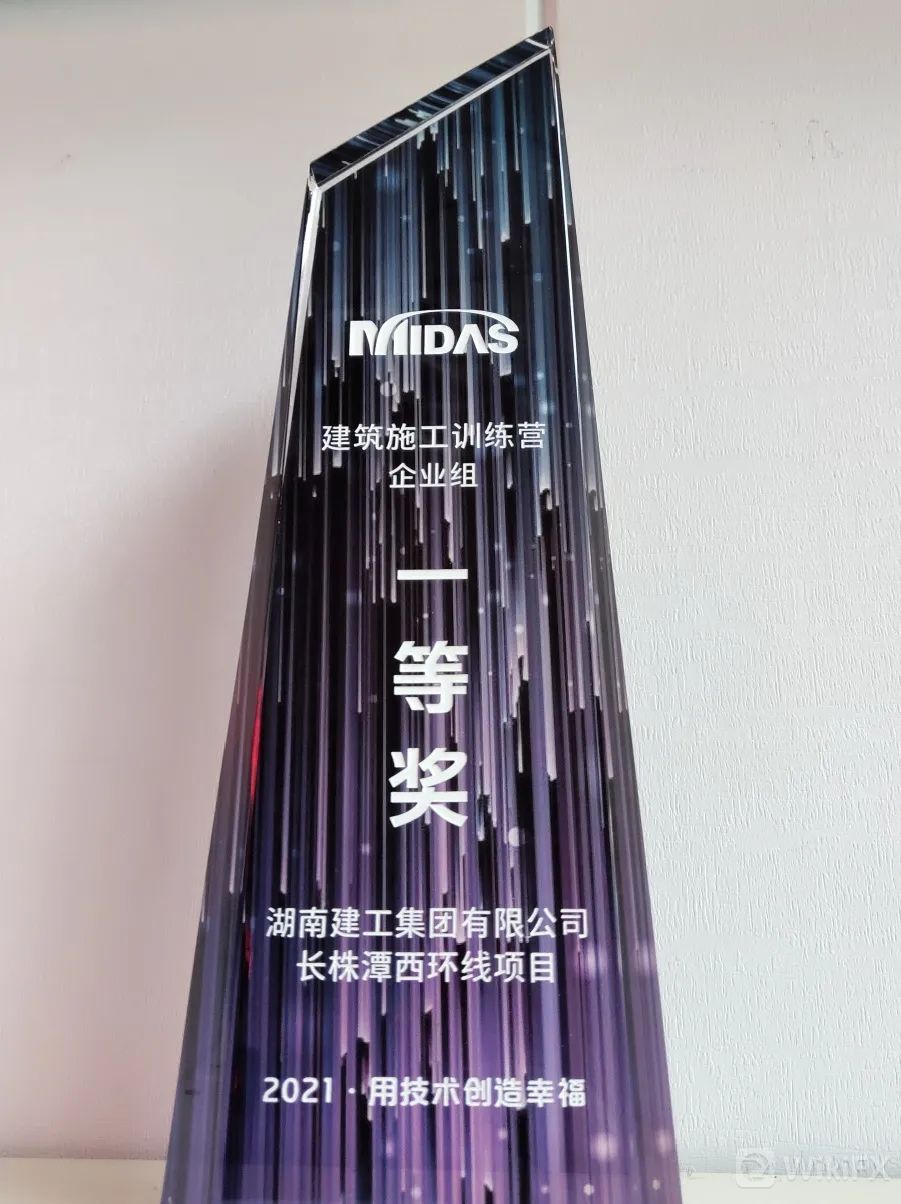 MIDAS
建筑施工训练营
企业组
一
等
奖
湖南建工集团有限公司
长株潭西环线项目
2021·用技术创造幸福
WikiFX